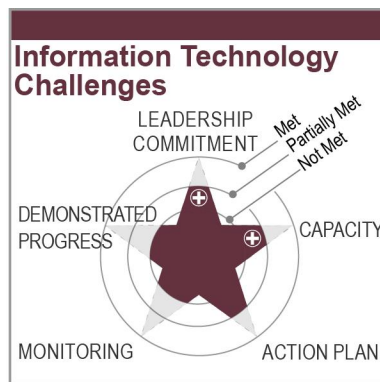 Information Technology
Challenges
LEADERSHIP
COMMITMENT
Met
Partially Met
Not Met
DEMONSTRATED
PROGRESS
CAPACITY
MONITORING
ACTION PLAN